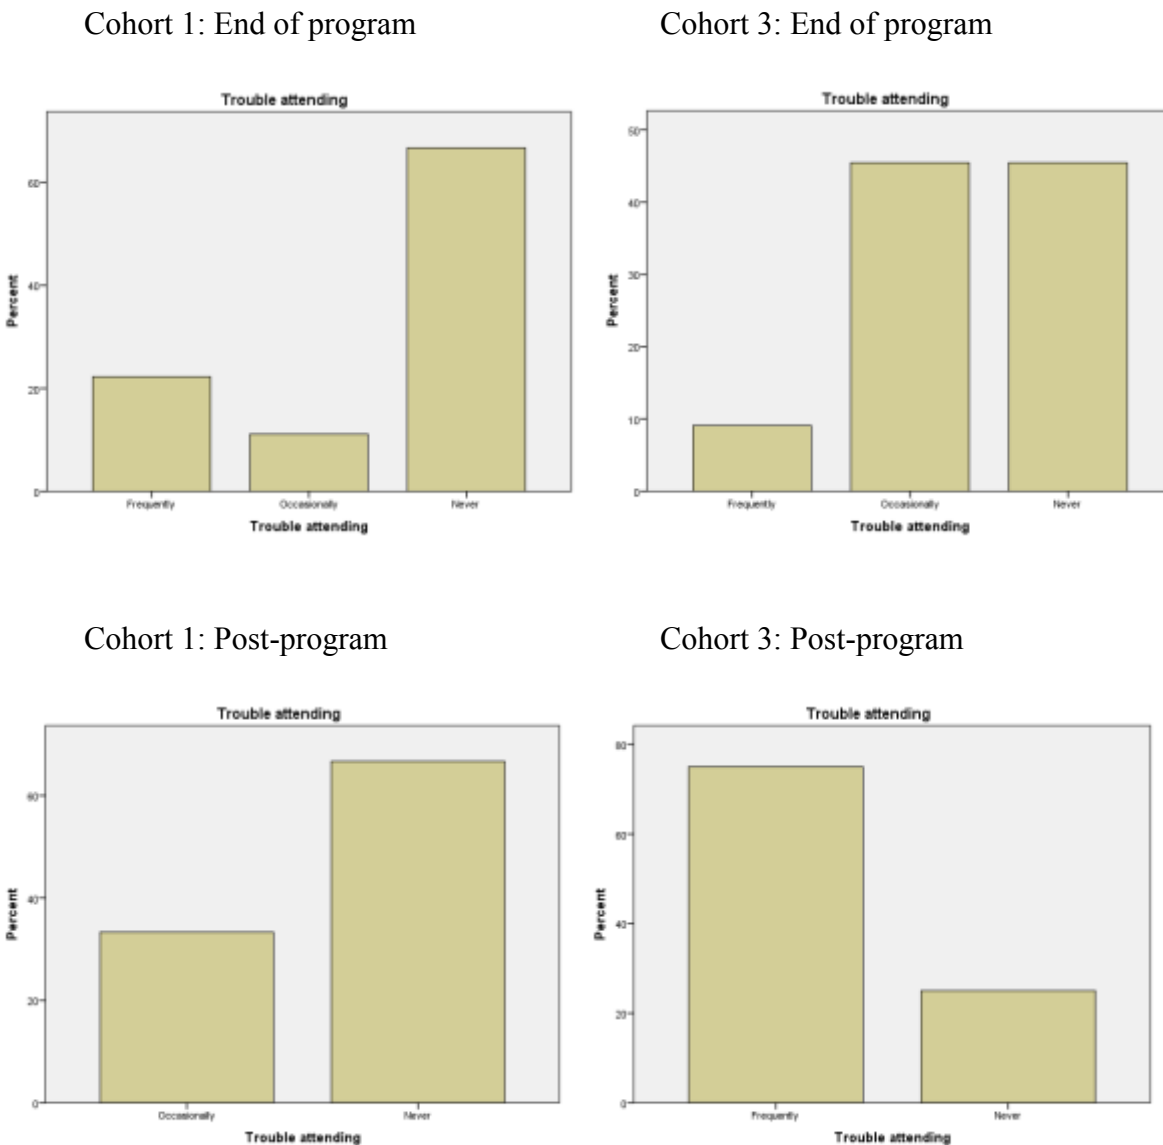 Cohort 1: End of program
Cohort 3: End of program
Trouble attending
Percent
60
40
20
0
Frequently
Occasionally
Never
Trouble attending
Trouble attending
Percent
50
40
30
20
10
0
Frequently
Occasionally
Never
Trouble attending
Cohort 1: Post-program
Cohort 3: Post-program
Trouble attending
Percent
60
40
20
0
Occasionally
Never
Trouble attending
Trouble attending
Percent
80
60
40
20
0
Frequently
Never
Trouble attending